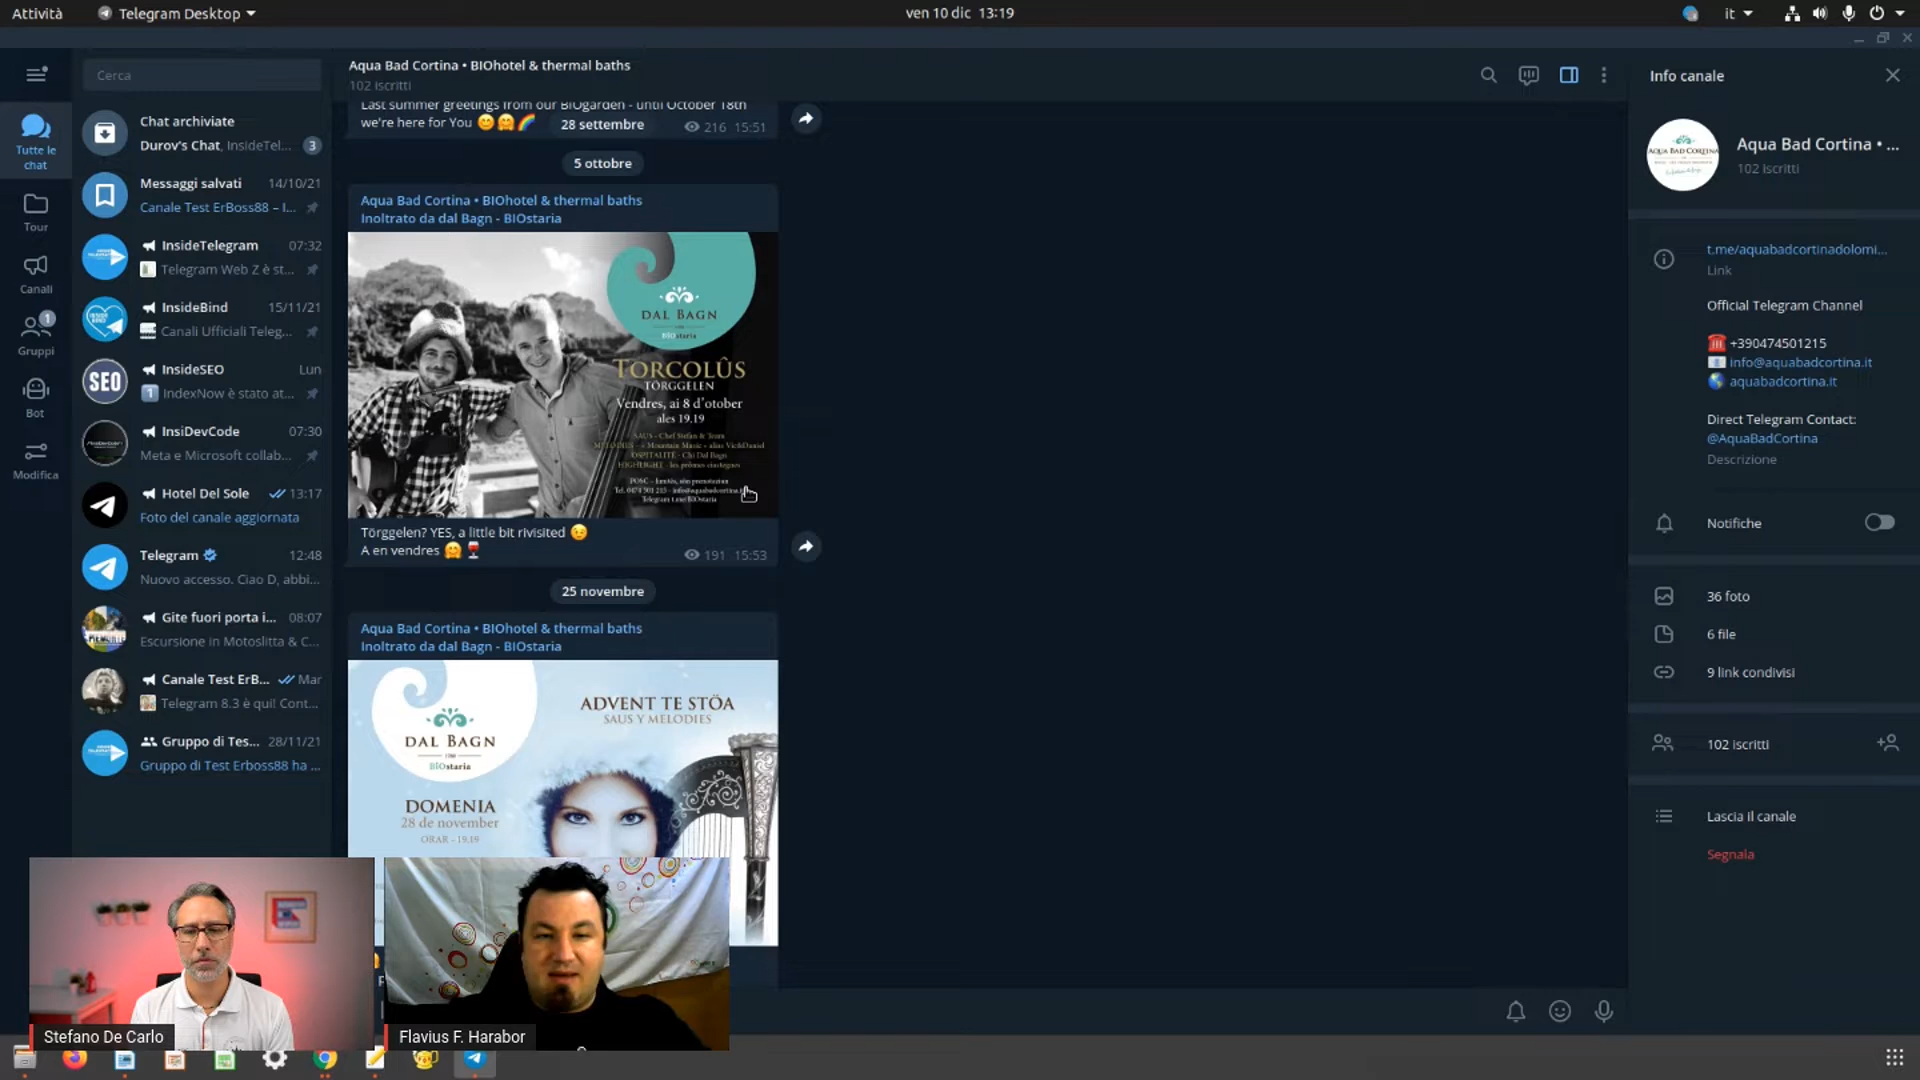 Attività
Telegram Desktop
ven 10 dic 13:19
it
Cerca
Tutte le
chat
Tour
Canali
1
Gruppi
Bot
Modifica
Chat archiviate
Durov's Chat, InsideTel...
3
Messaggi salvati 14/10/21
Canale Test ErBoss88 – I...
InsideTelegram 07:32
Telegram Web Z è st...
InsideBind 15/11/21
Canali Ufficiali Teleg...
InsideSEO Lun
IndexNow è stato at...
InsiDevCode 07:30
Meta e Microsoft collab...
Hotel Del Sole 13:17
Foto del canale aggiornata
Telegram 12:48
Nuovo accesso. Ciao D, abbi...
Gite fuori porta i... 08:07
Escursione in Motoslitta & C...
Canale Test ErB... Mar
Telegram 8.3 è qui! Cont...
Gruppo di Tes... 28/11/21
Gruppo di Test Erboss88 ha ...
SEO
Aqua Bad Cortina • BIOhotel & thermal baths
102 iscritti
Last summer greetings from our BIOgarden - until October 18th
we're here for You 😊🤗🌈
28 settembre
216 15:51
5 ottobre
Aqua Bad Cortina • BIOhotel & thermal baths
Inoltrato da dal Bagn - BIOstaria
DAL BAGN
BIOstaria
TORCOLÛS
TÖRGGELEN
Vendres, ai 8 d'otober
ales 19.19
SAUS - Chef Stefan & Team
OSPITALITÉ - Chi Dal Bagn
Törggelen? YES, a little bit rivisited 😉
A en vendres 🤗🍷
191 15:53
25 novembre
Aqua Bad Cortina • BIOhotel & thermal baths
Inoltrato da dal Bagn - BIOstaria
DAL BAGN
BIOstaria
ADVENT TE STÖA
SAUS Y MELODIES
DOMENIA
28 de november
ORAR - 19.19
Stefano De Carlo
Flavius F. Harabor
Info canale
AQUA BAD CORTINA
Aqua Bad Cortina • ...
102 iscritti
t.me/aquabadcortinadolomi...
Link
Official Telegram Channel
☎️ +390474501215
📧 info@aquabadcortina.it
🌎 aquabadcortina.it
Direct Telegram Contact:
@AquaBadCortina
Descrizione
Notifiche
36 foto
6 file
9 link condivisi
102 iscritti
Lascia il canale
Segnala